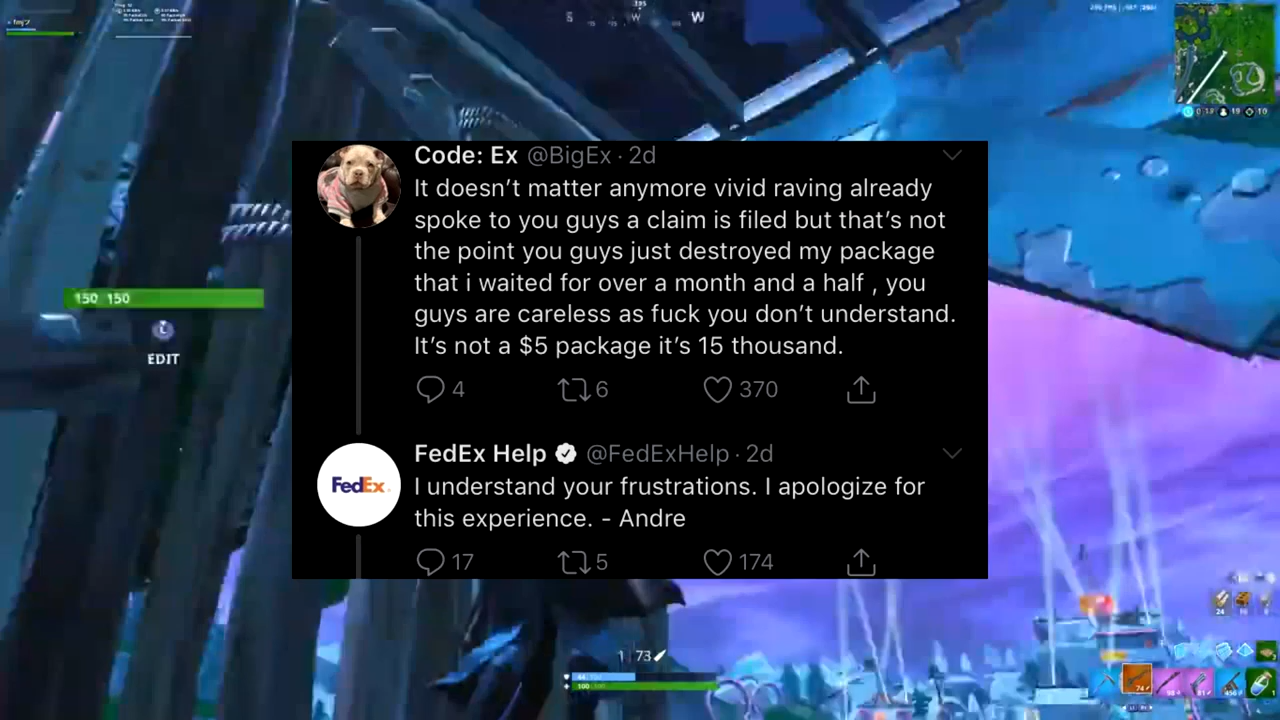 S
195
W
W
Code: Ex @BigEx · 2d
It doesn't matter anymore vivid raving already
spoke to you guys a claim is filed but that's not
the point you guys just destroyed my package
that i waited for over a month and a half , you
guys are careless as fuck you don't understand.
It's not a $5 package it's 15 thousand.
4 6 370
150 150
L
EDIT
FedEx Help @FedExHelp · 2d
FedEx
I understand your frustrations. I apologize for
this experience. - Andre
17 5 174
1 73
100 100
24